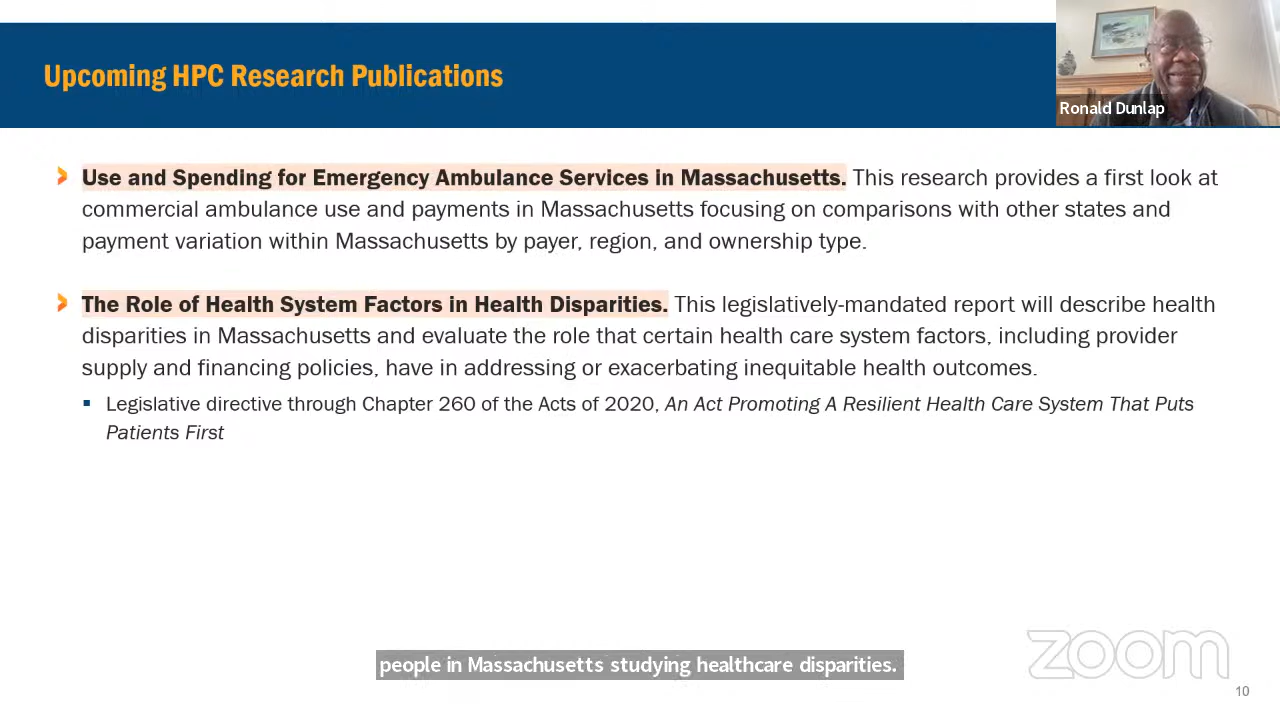 Upcoming HPC Research Publications
Ronald Dunlap
Use and Spending for Emergency Ambulance Services in Massachusetts. This research provides a first look at
commercial ambulance use and payments in Massachusetts focusing on comparisons with other states and
payment variation within Massachusetts by payer, region, and ownership type.
The Role of Health System Factors in Health Disparities. This legislatively-mandated report will describe health
disparities in Massachusetts and evaluate the role that certain health care system factors, including provider
supply and financing policies, have in addressing or exacerbating inequitable health outcomes.
Legislative directive through Chapter 260 of the Acts of 2020, An Act Promoting A Resilient Health Care System That Puts
Patients First
people in Massachusetts studying healthcare disparities.
zoom
10